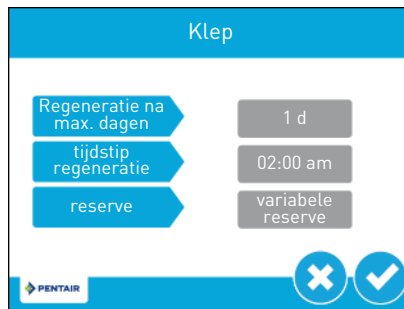 Klep
Regeneratie na
max. dagen
1 d
tijdstip
regeneratie
02:00 am
reserve
variabele
reserve
PENTAIR